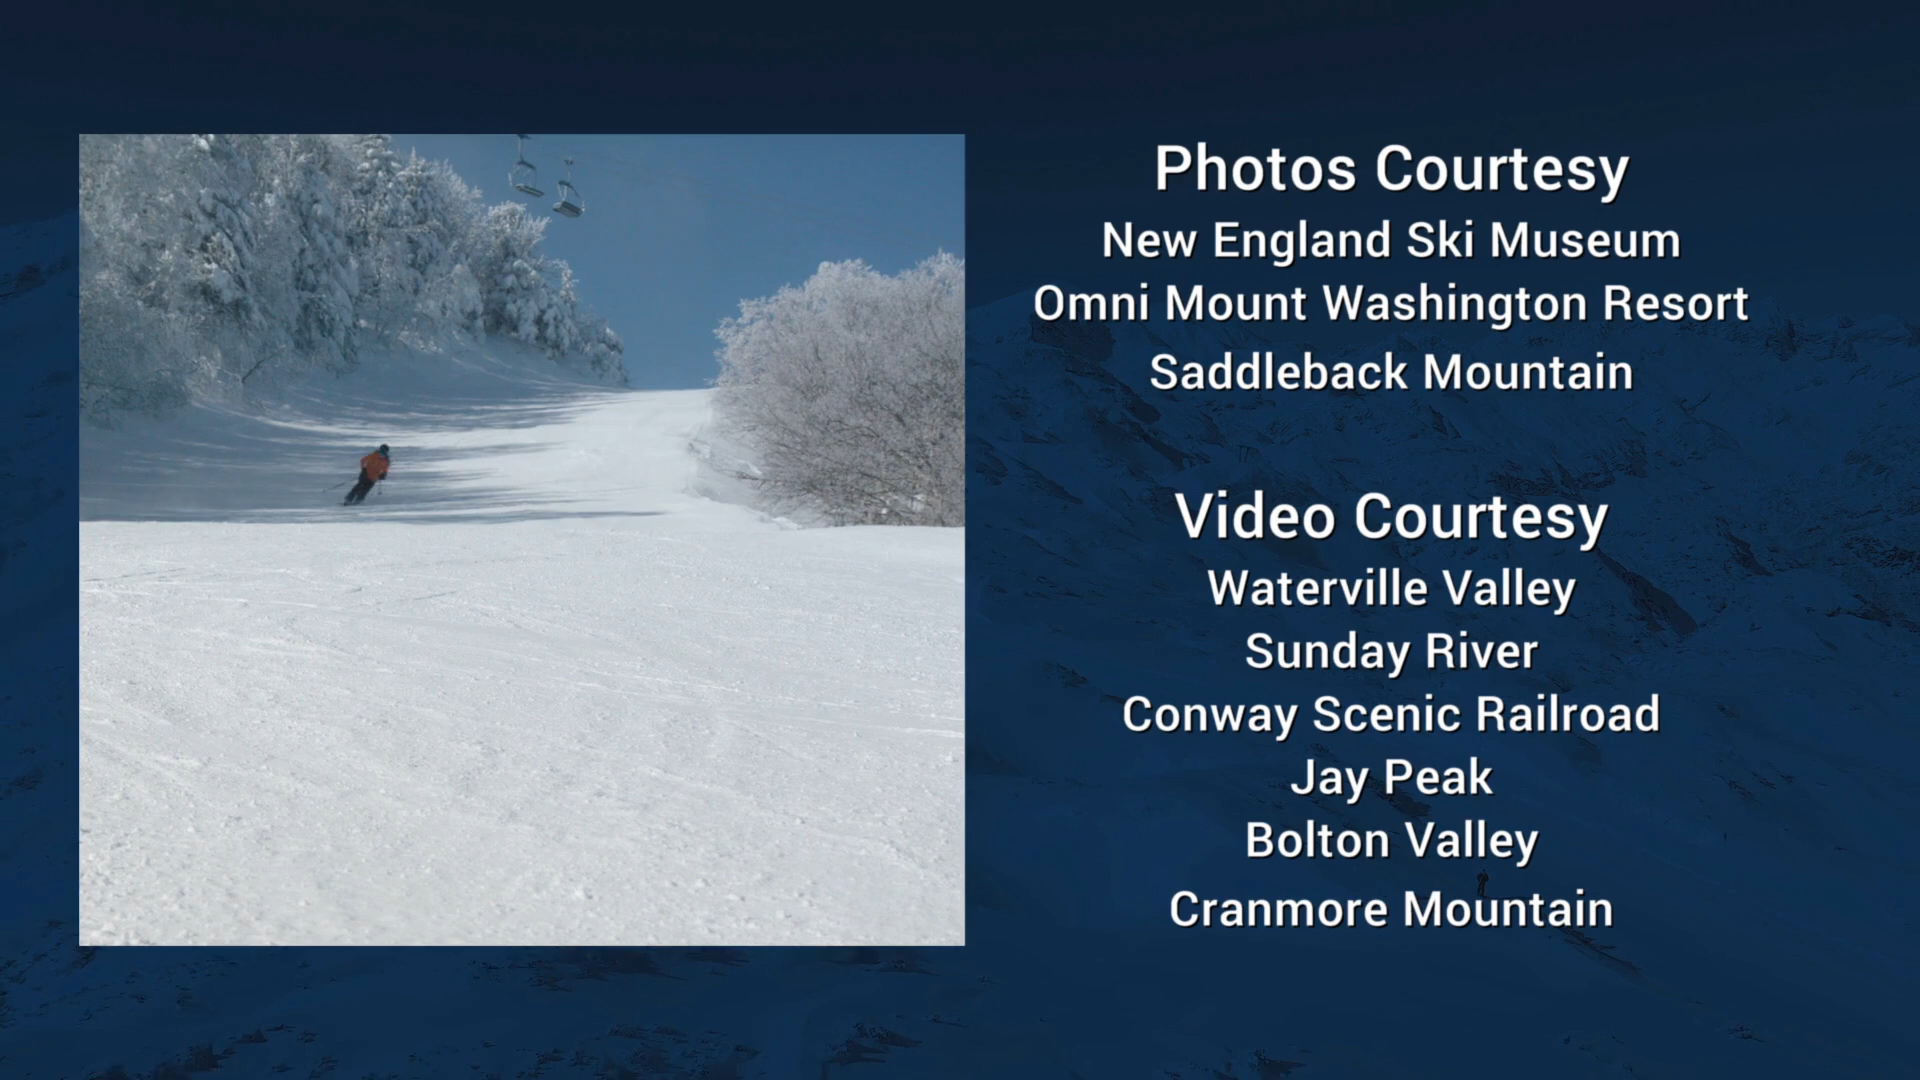 Photos Courtesy
New England Ski Museum
Omni Mount Washington Resort
Saddleback Mountain
Video Courtesy
Waterville Valley
Sunday River
Conway Scenic Railroad
Jay Peak
Bolton Valley
Cranmore Mountain